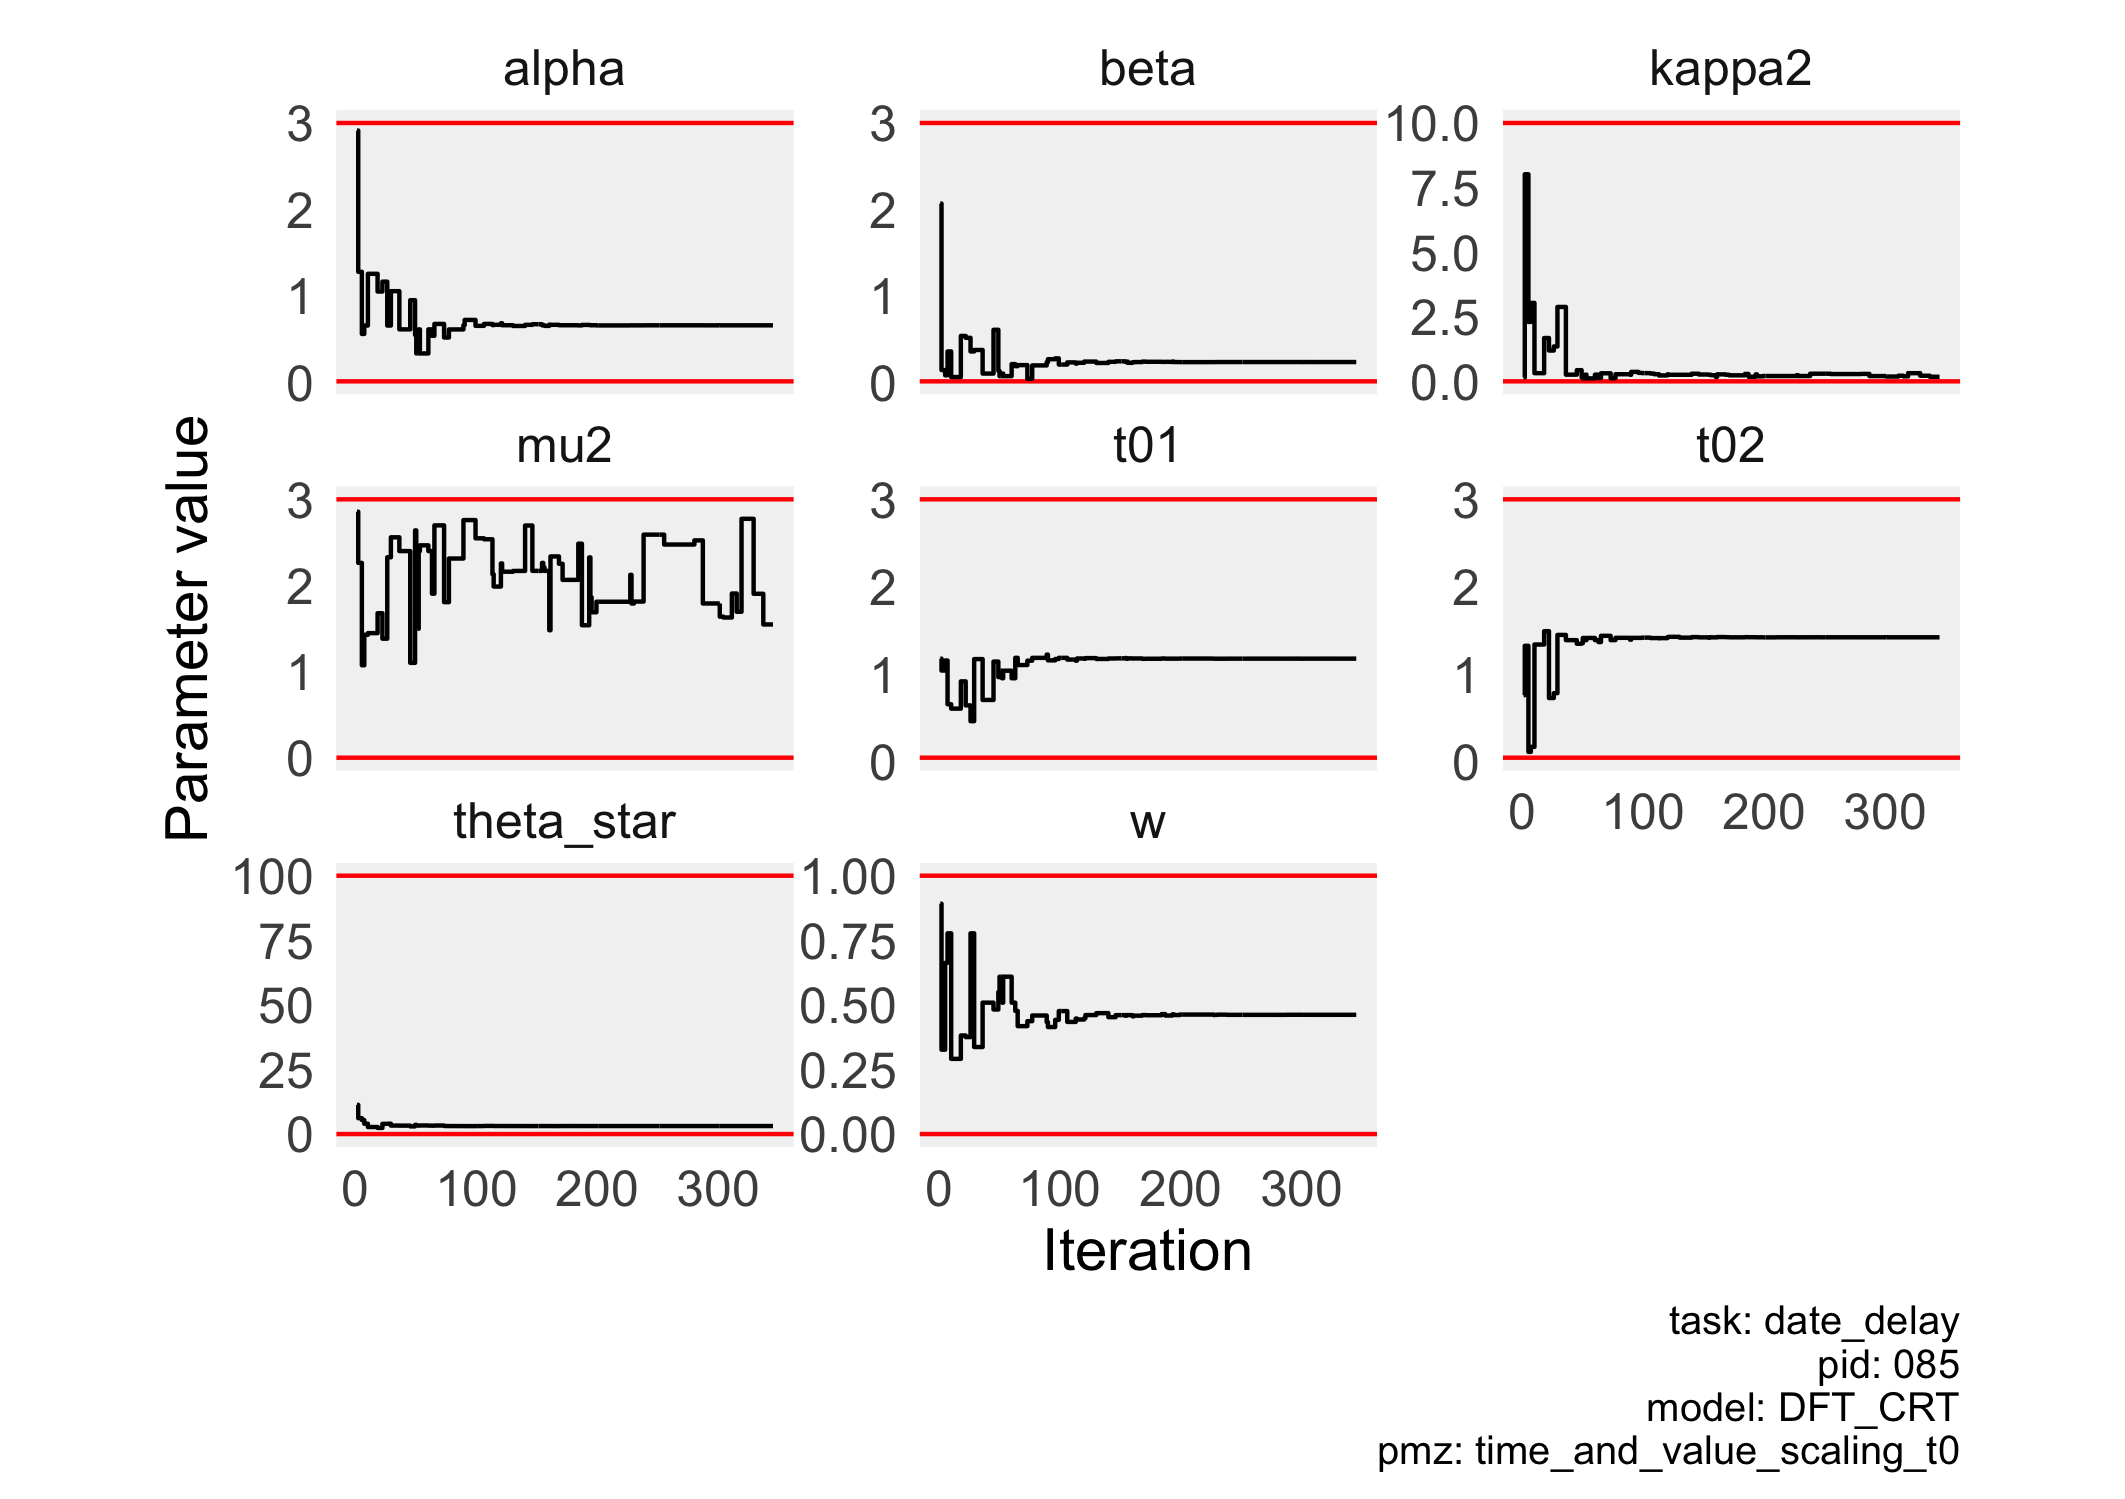 alpha
beta
kappa2
3
2
1
0
3
2
1
0
10.0
7.5
5.0
2.5
0.0
mu2
t01
t02
3
2
1
0
3
2
1
0
3
2
1
0
0 100 200 300
theta_star
w
100
75
50
25
0
1.00
0.75
0.50
0.25
0.00
0 100 200 300
0 100 200 300
Parameter value
Iteration
task: date_delay
pid: 085
model: DFT_CRT
pmz: time_and_value_scaling_t0